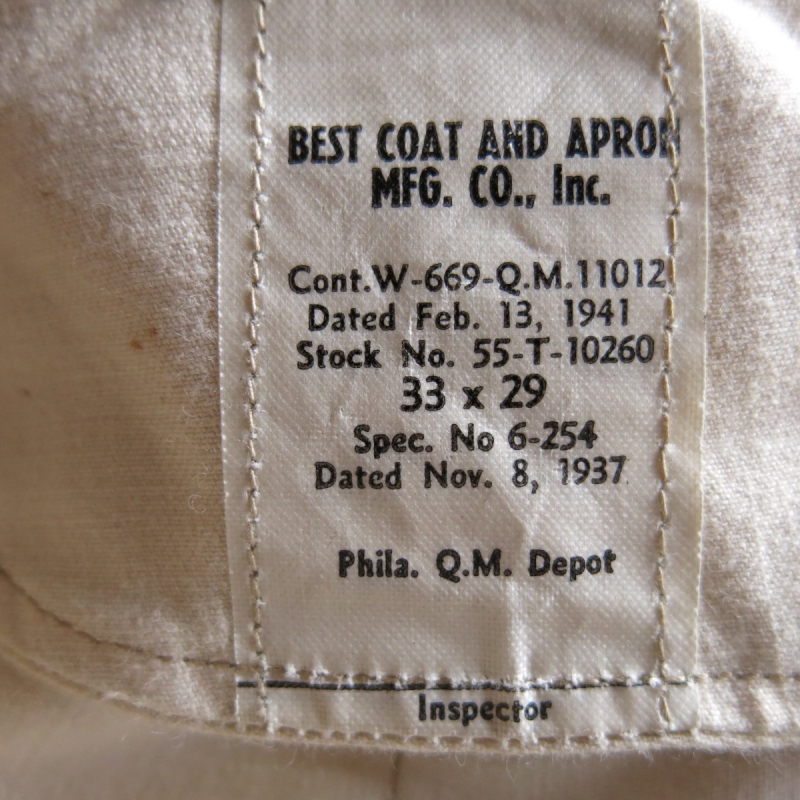 BEST COAT AND APRON
MFG. CO., Inc.
Cont.W-669-Q.M.11012
Dated Feb. 13, 1941
Stock No. 55-T-10260
33 x 29
Spec. No 6-254
Dated Nov. 8, 1937
Phila. Q.M. Depot
Inspector